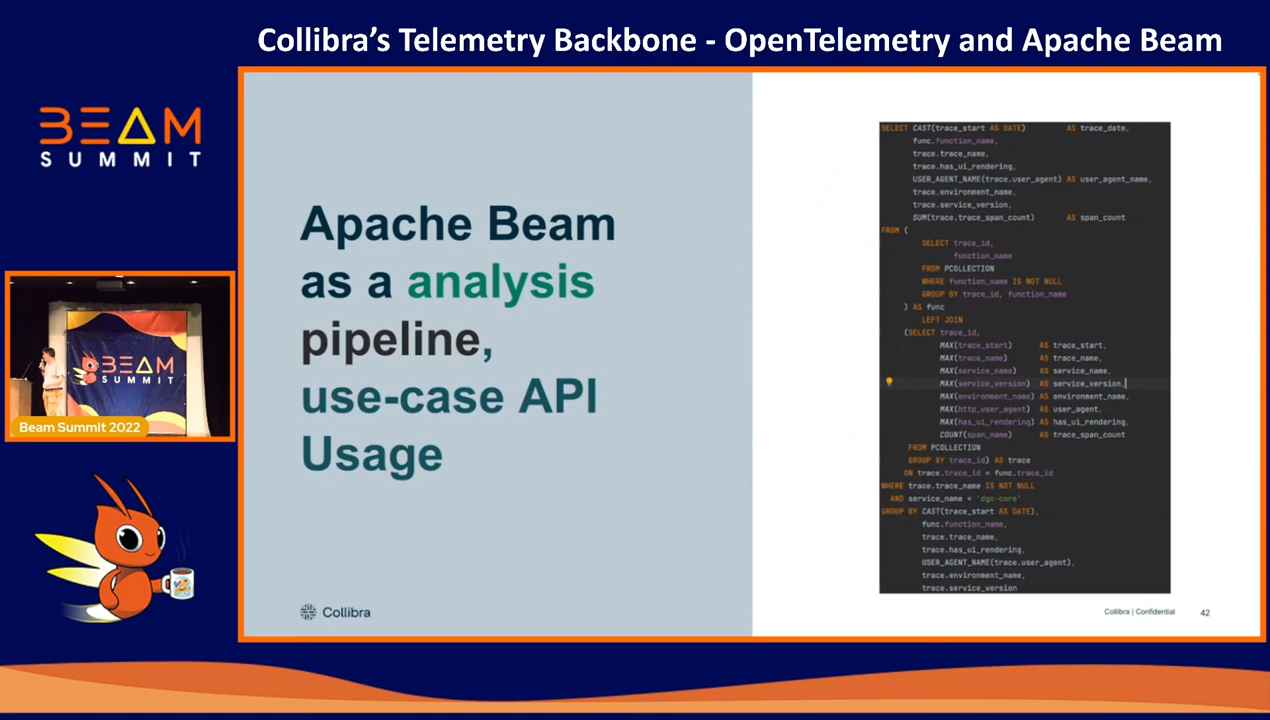 Collibra's Telemetry Backbone - OpenTelemetry and Apache Beam
BEAM
SUMMIT
Apache Beam
as a analysis
pipeline,
use-case API
Usage
BEAM
SUMMIT
Beam Summit 2022
Collibra
SELECT CAST(trace_start AS DATE) AS trace_date,
func.function_name,
trace.trace_name,
trace.has_ui_rendering,
USER_AGENT_NAME(trace.user_agent) AS user_agent_name,
trace.environment_name,
trace.service_version,
SUM(trace.trace_span_count) AS span_count
FROM (
SELECT trace_id,
function_name
FROM PCOLLECTION
WHERE function_name IS NOT NULL
GROUP BY trace_id, function_name
) AS func
LEFT JOIN
(SELECT trace_id,
MAX(trace_start) AS trace_start,
MAX(trace_name) AS trace_name,
MAX(service_name) AS service_name,
MAX(service_version) AS service_version,
MAX(environment_name) AS environment_name,
MAX(http_user_agent) AS user_agent,
MAX(has_ui_rendering) AS has_ui_rendering,
COUNT(span_name) AS trace_span_count
FROM PCOLLECTION
GROUP BY trace_id) AS trace
ON trace.trace_id = func.trace_id
WHERE trace.trace_name IS NOT NULL
AND service_name = 'dgc-core'
GROUP BY CAST(trace_start AS DATE),
func.function_name,
trace.trace_name,
trace.has_ui_rendering,
USER_AGENT_NAME(trace.user_agent),
trace.environment_name,
trace.service_version
Collibra | Confidential
42